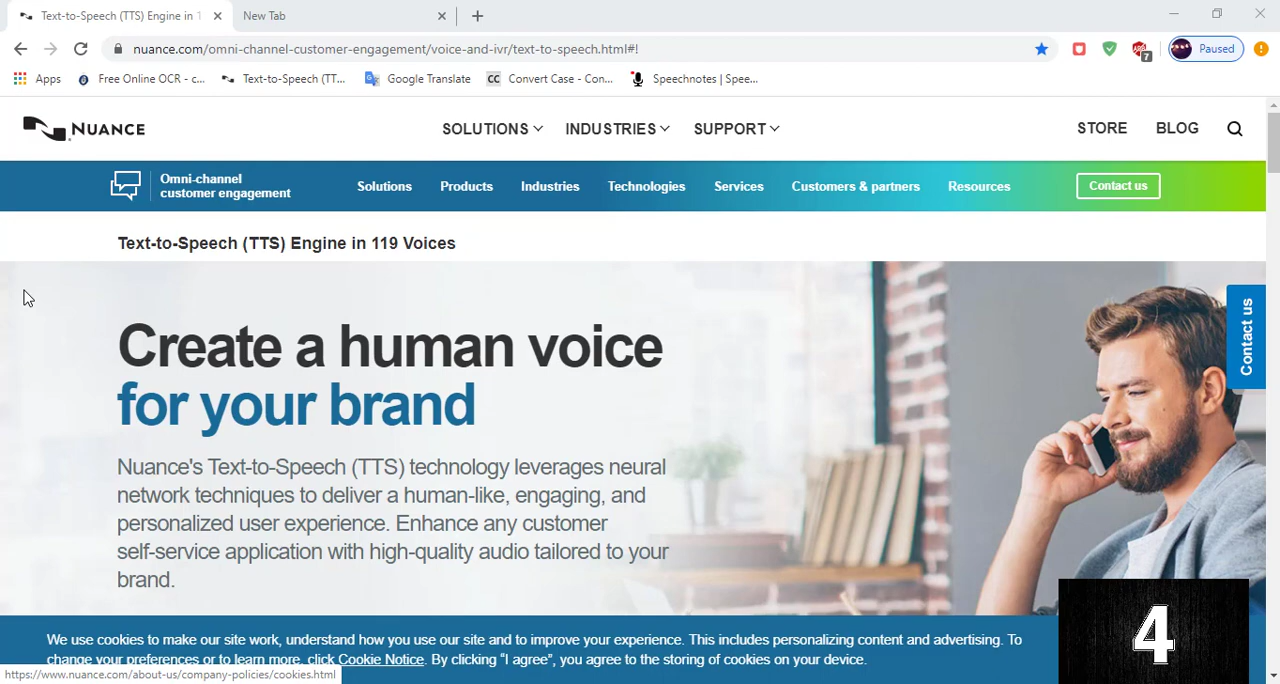 Text-to-Speech (TTS) Engine in 1
New Tab
nuance.com/omni-channel-customer-engagement/voice-and-ivr/text-to-speech.html#!
7
Paused
Apps
Free Online OCR - c...
Text-to-Speech (TT...
Google Translate
CC Convert Case - Con...
Speechnotes | Spee...
NUANCE
SOLUTIONS
INDUSTRIES
SUPPORT
STORE
BLOG
Omni-channel
customer engagement
Solutions
Products
Industries
Technologies
Services
Customers & partners
Resources
Contact us
Text-to-Speech (TTS) Engine in 119 Voices
Create a human voice
for your brand
Nuance's Text-to-Speech (TTS) technology leverages neural
network techniques to deliver a human-like, engaging, and
personalized user experience. Enhance any customer
self-service application with high-quality audio tailored to your
brand.
Contact us
4
We use cookies to make our site work, understand how you use our site and to improve your experience. This includes personalizing content and advertising. To
change your preferences or to learn more, click Cookie Notice. By clicking “I agree”, you agree to the storing of cookies on your device.
https://www.nuance.com/about-us/company-policies/cookies.html